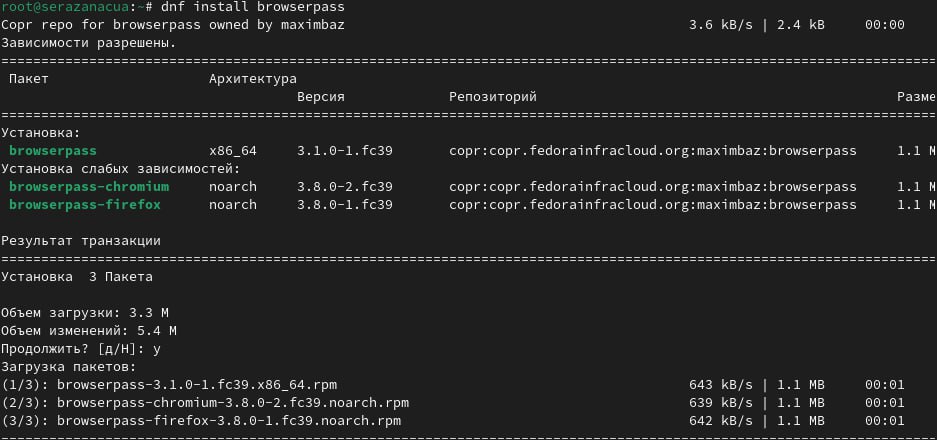 root@serazanacua:~# dnf install browserpass
Copr repo for browserpass owned by maximbaz 3.6 kB/s | 2.4 kB 00:00
Зависимости разрешены.
================================================================================
Пакет Архитектура
Версия Репозиторий Разме
================================================================================
Установка:
browserpass x86_64 3.1.0-1.fc39 copr:copr.fedorainfracloud.org:maximbaz:browserpass 1.1 M
Установка слабых зависимостей:
browserpass-chromium noarch 3.8.0-2.fc39 copr:copr.fedorainfracloud.org:maximbaz:browserpass 1.1 M
browserpass-firefox noarch 3.8.0-1.fc39 copr:copr.fedorainfracloud.org:maximbaz:browserpass 1.1 M
Результат транзакции
================================================================================
Установка 3 Пакета
Объем загрузки: 3.3 M
Объем изменений: 5.4 M
Продолжить? [д/Н]: y
Загрузка пакетов:
(1/3): browserpass-3.1.0-1.fc39.x86_64.rpm 643 kB/s | 1.1 MB 00:01
(2/3): browserpass-chromium-3.8.0-2.fc39.noarch.rpm 639 kB/s | 1.1 MB 00:01
(3/3): browserpass-firefox-3.8.0-1.fc39.noarch.rpm 642 kB/s | 1.1 MB 00:01
================================================================================